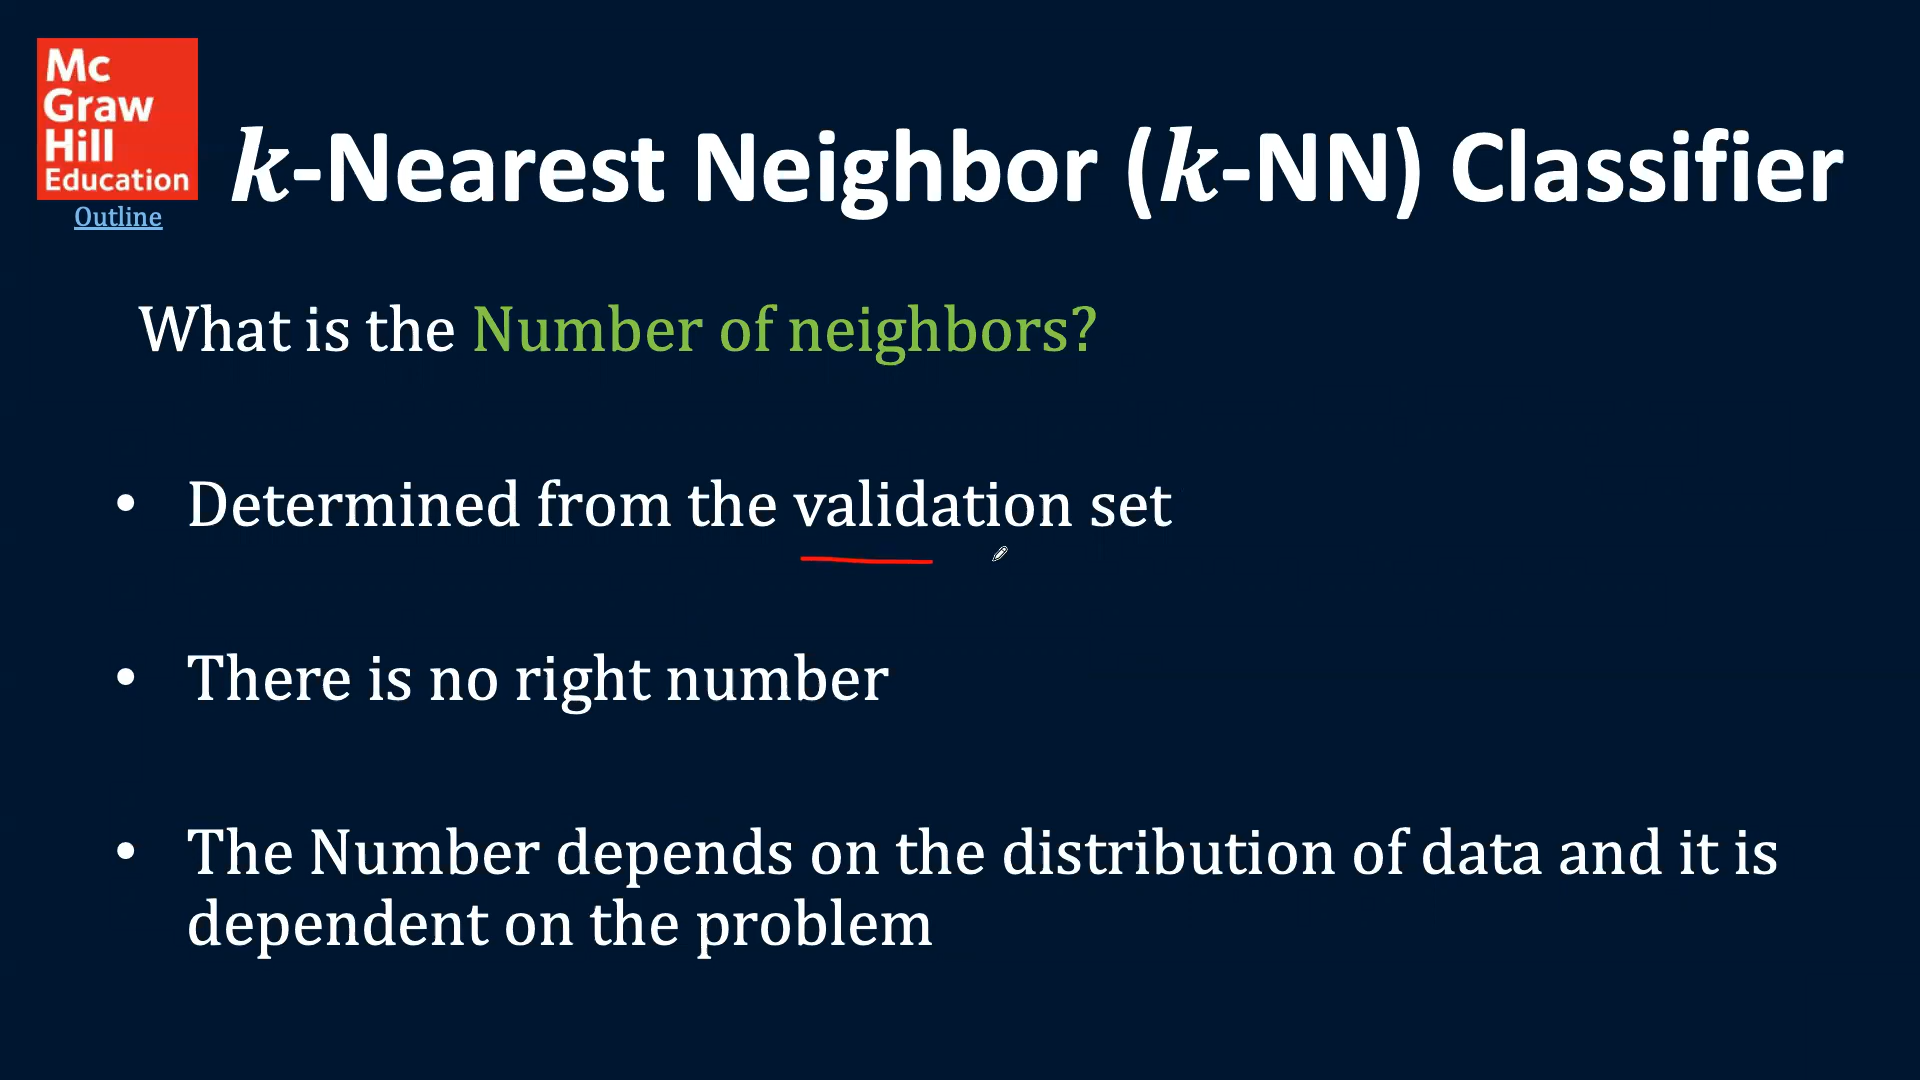 Mc
Graw
Hill
Education
Outline
k-Nearest Neighbor (k-NN) Classifier
What is the Number of neighbors?
• Determined from the validation set
• There is no right number
• The Number depends on the distribution of data and it is
dependent on the problem